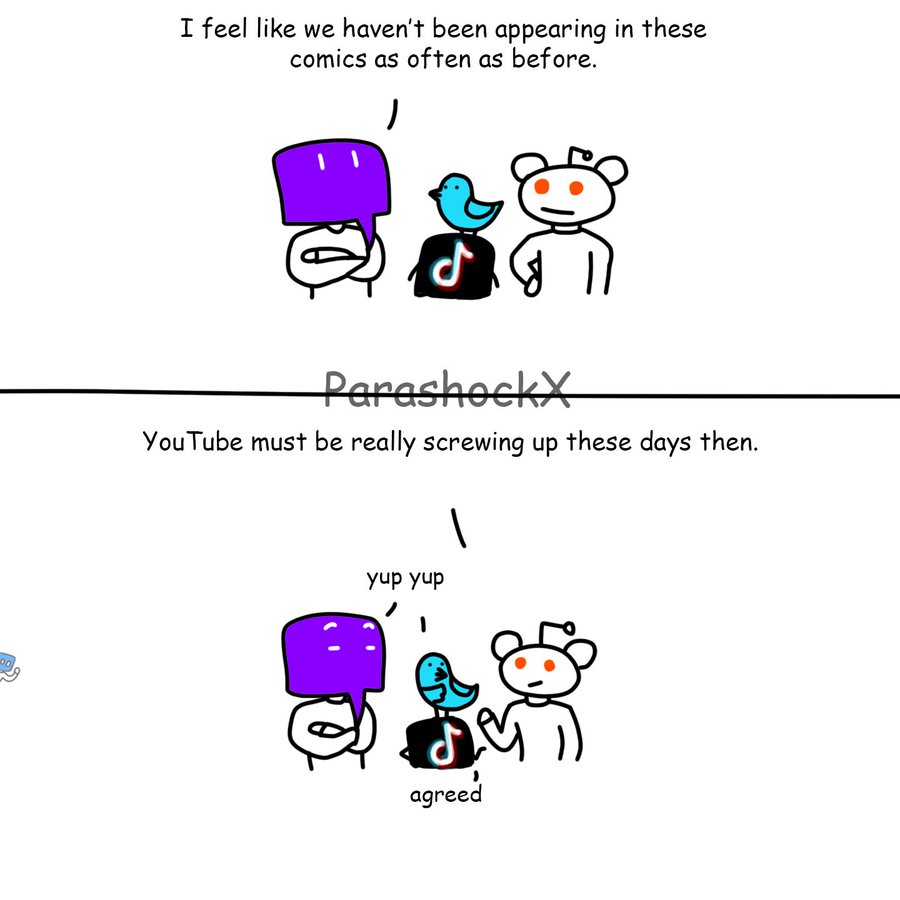 I feel like we haven't been appearing in these
comics as often as before.
ParashockX
YouTube must be really screwing up these days then.
yup yup
agreed